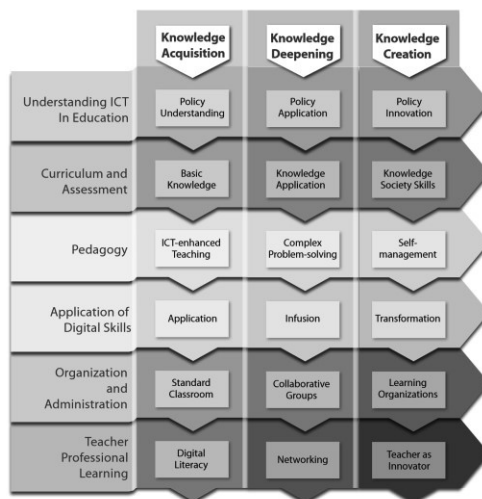 Knowledge Knowledge Knowledge
Acquisition Deepening Creation
Understanding ICT
In Education
Policy
Understanding
Policy
Application
Policy
Innovation
Curriculum and
Assessment
Basic
Knowledge
Knowledge
Application
Knowledge
Society Skills
Pedagogy
ICT-enhanced
Teaching
Complex
Problem-solving
Self-
management
Application of
Digital Skills
Application
Infusion
Transformation
Organization
and
Administration
Standard
Classroom
Collaborative
Groups
Learning
Organizations
Teacher
Professional
Learning
Digital
Literacy
Networking
Teacher as
Innovator